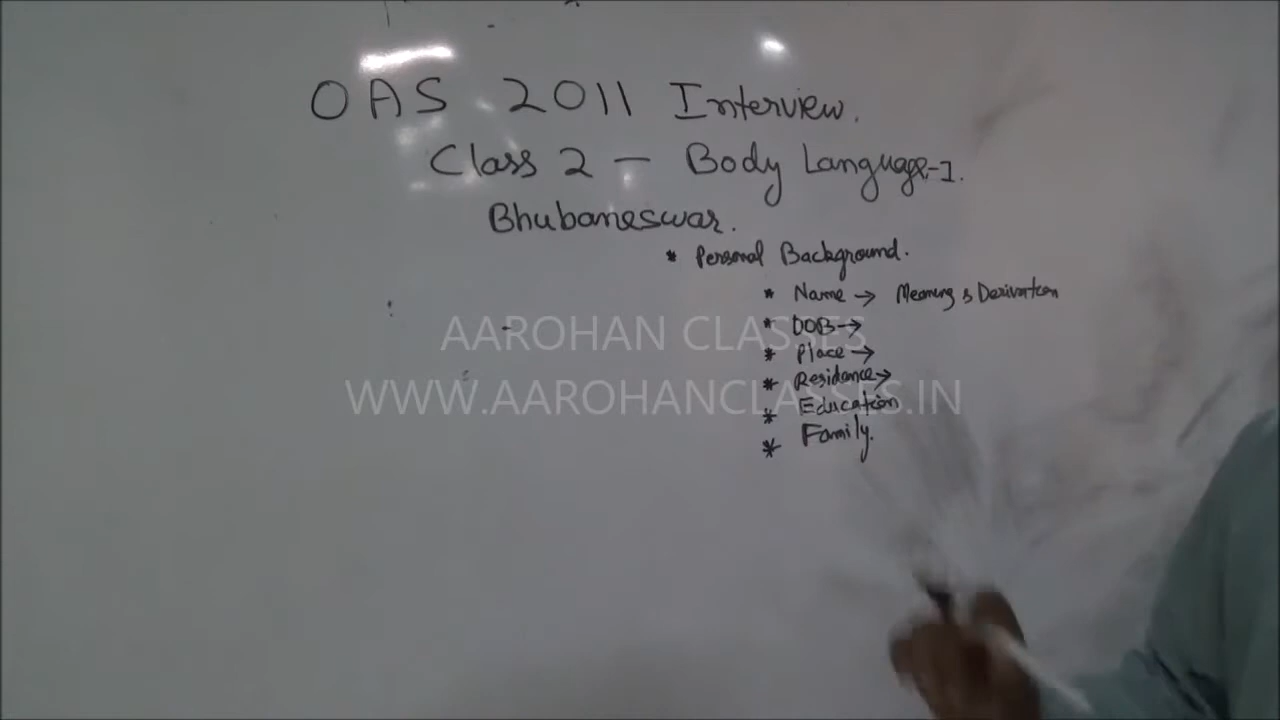 OAS 2011 Interview.
Class 2 - Body Language-I.
Bhubaneswar.
* Personal Background.
* Name → Meaning & Derivation
* DOB →
AAROHAN CLASSES
* Place →
* Residance →
WWW.AAROHANCLASSES.IN
* Education
* Family.